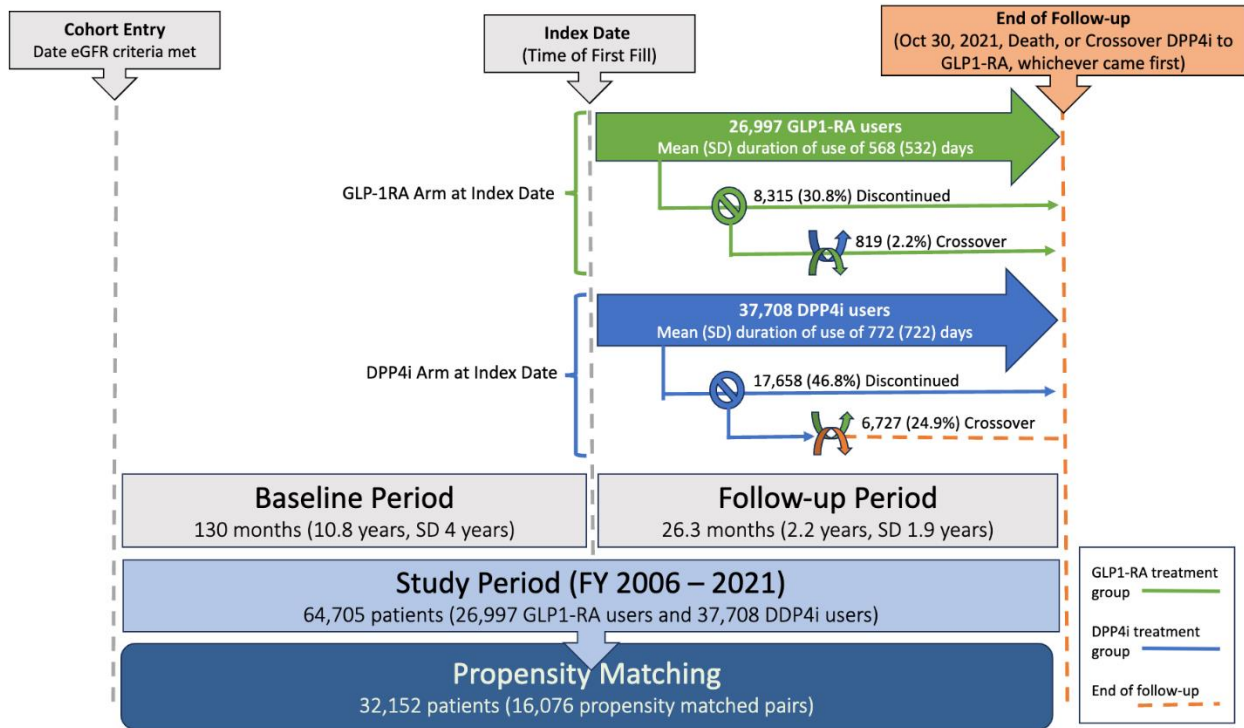 Cohort Entry
Date eGFR criteria met
Index Date
(Time of First Fill)
End of Follow-up
(Oct 30, 2021, Death, or Crossover DPP4i to
GLP1-RA, whichever came first)
26,997 GLP1-RA users
Mean (SD) duration of use of 568 (532) days
GLP-1RA Arm at Index Date
8,315 (30.8%) Discontinued
819 (2.2%) Crossover
37,708 DPP4i users
Mean (SD) duration of use of 772 (722) days
DPP4i Arm at Index Date
17,658 (46.8%) Discontinued
6,727 (24.9%) Crossover
Baseline Period
130 months (10.8 years, SD 4 years)
Follow-up Period
26.3 months (2.2 years, SD 1.9 years)
Study Period (FY 2006 – 2021)
64,705 patients (26,997 GLP1-RA users and 37,708 DDP4i users)
Propensity Matching
32,152 patients (16,076 propensity matched pairs)
GLP1-RA treatment
group
DPP4i treatment
group
End of follow-up